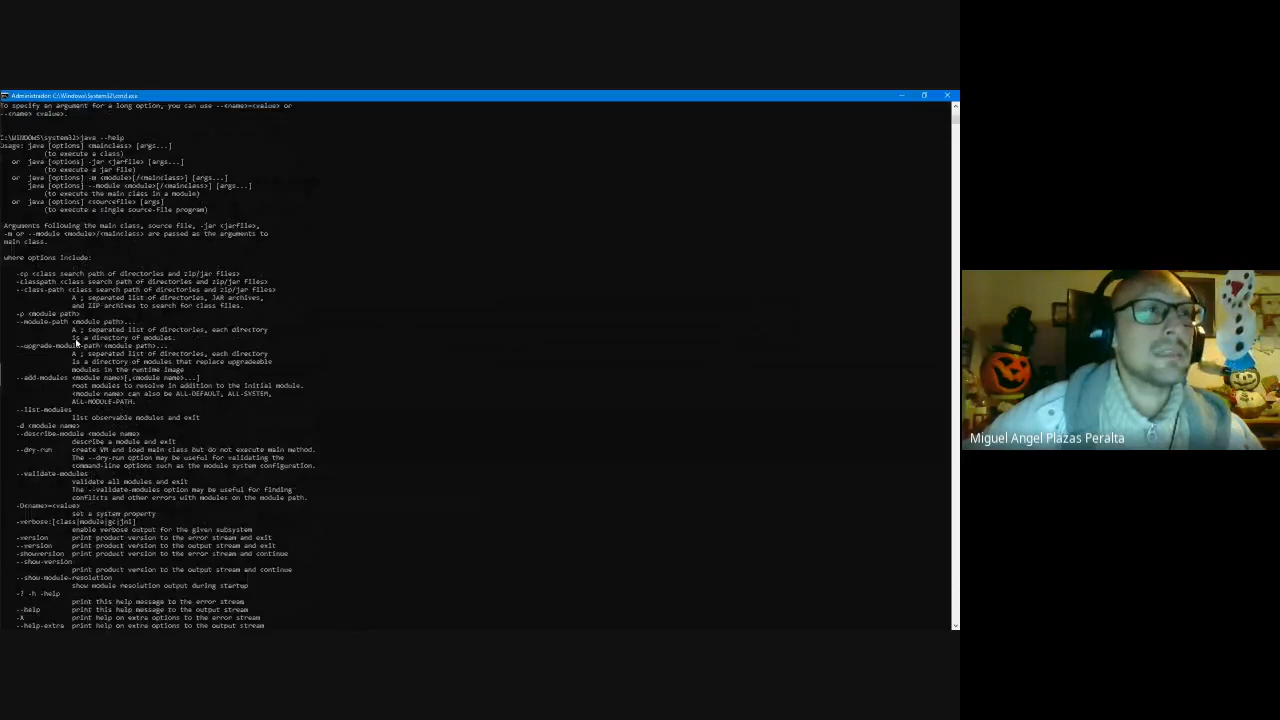 Administrador: C:\Windows\System32\cmd.exe
To specify an argument for a long option, you can use --<name>=<value> or
--<name> <value>.
C:\WINDOWS\system32>java --help
Usage: java [options] <mainclass> [args...]
(to execute a class)
or java [options] -jar <jarfile> [args...]
(to execute a jar file)
or java [options] -m <module>[/<mainclass>] [args...]
java [options] --module <module>[/<mainclass>] [args...]
(to execute the main class in a module)
or java [options] <sourcefile> [args]
(to execute a single source-file program)
Arguments following the main class, source file, -jar <jarfile>,
-m or --module <module>/<mainclass> are passed as the arguments to
main class.
where options include:
-cp <class search path of directories and zip/jar files>
-classpath <class search path of directories and zip/jar files>
--class-path <class search path of directories and zip/jar files>
A ; separated list of directories, JAR archives,
and ZIP archives to search for class files.
-p <module path>
--module-path <module path>...
A ; separated list of directories, each directory
is a directory of modules.
--upgrade-module-path <module path>...
A ; separated list of directories, each directory
is a directory of modules that replace upgradeable
modules in the runtime image
--add-modules <module name>[,<module name>...]
root modules to resolve in addition to the initial module.
<module name> can also be ALL-DEFAULT, ALL-SYSTEM,
ALL-MODULE-PATH.
--list-modules
list observable modules and exit
-d <module name>
--describe-module <module name>
describe a module and exit
--dry-run create VM and load main class but do not execute main method.
The --dry-run option may be useful for validating the
command-line options such as the module system configuration.
--validate-modules
validate all modules and exit
The --validate-modules option may be useful for finding
conflicts and other errors with modules on the module path.
-D<name>=<value>
set a system property
-verbose:[class|module|gc|jni]
enable verbose output for the given subsystem
-version print product version to the error stream and exit
--version print product version to the output stream and exit
-showversion print product version to the error stream and continue
--show-version
print product version to the output stream and continue
--show-module-resolution
show module resolution output during startup
-? -h -help
print this help message to the error stream
--help print this help message to the output stream
-X print help on extra options to the error stream
--help-extra print help on extra options to the output stream
Miguel Angel Plazas Peralta